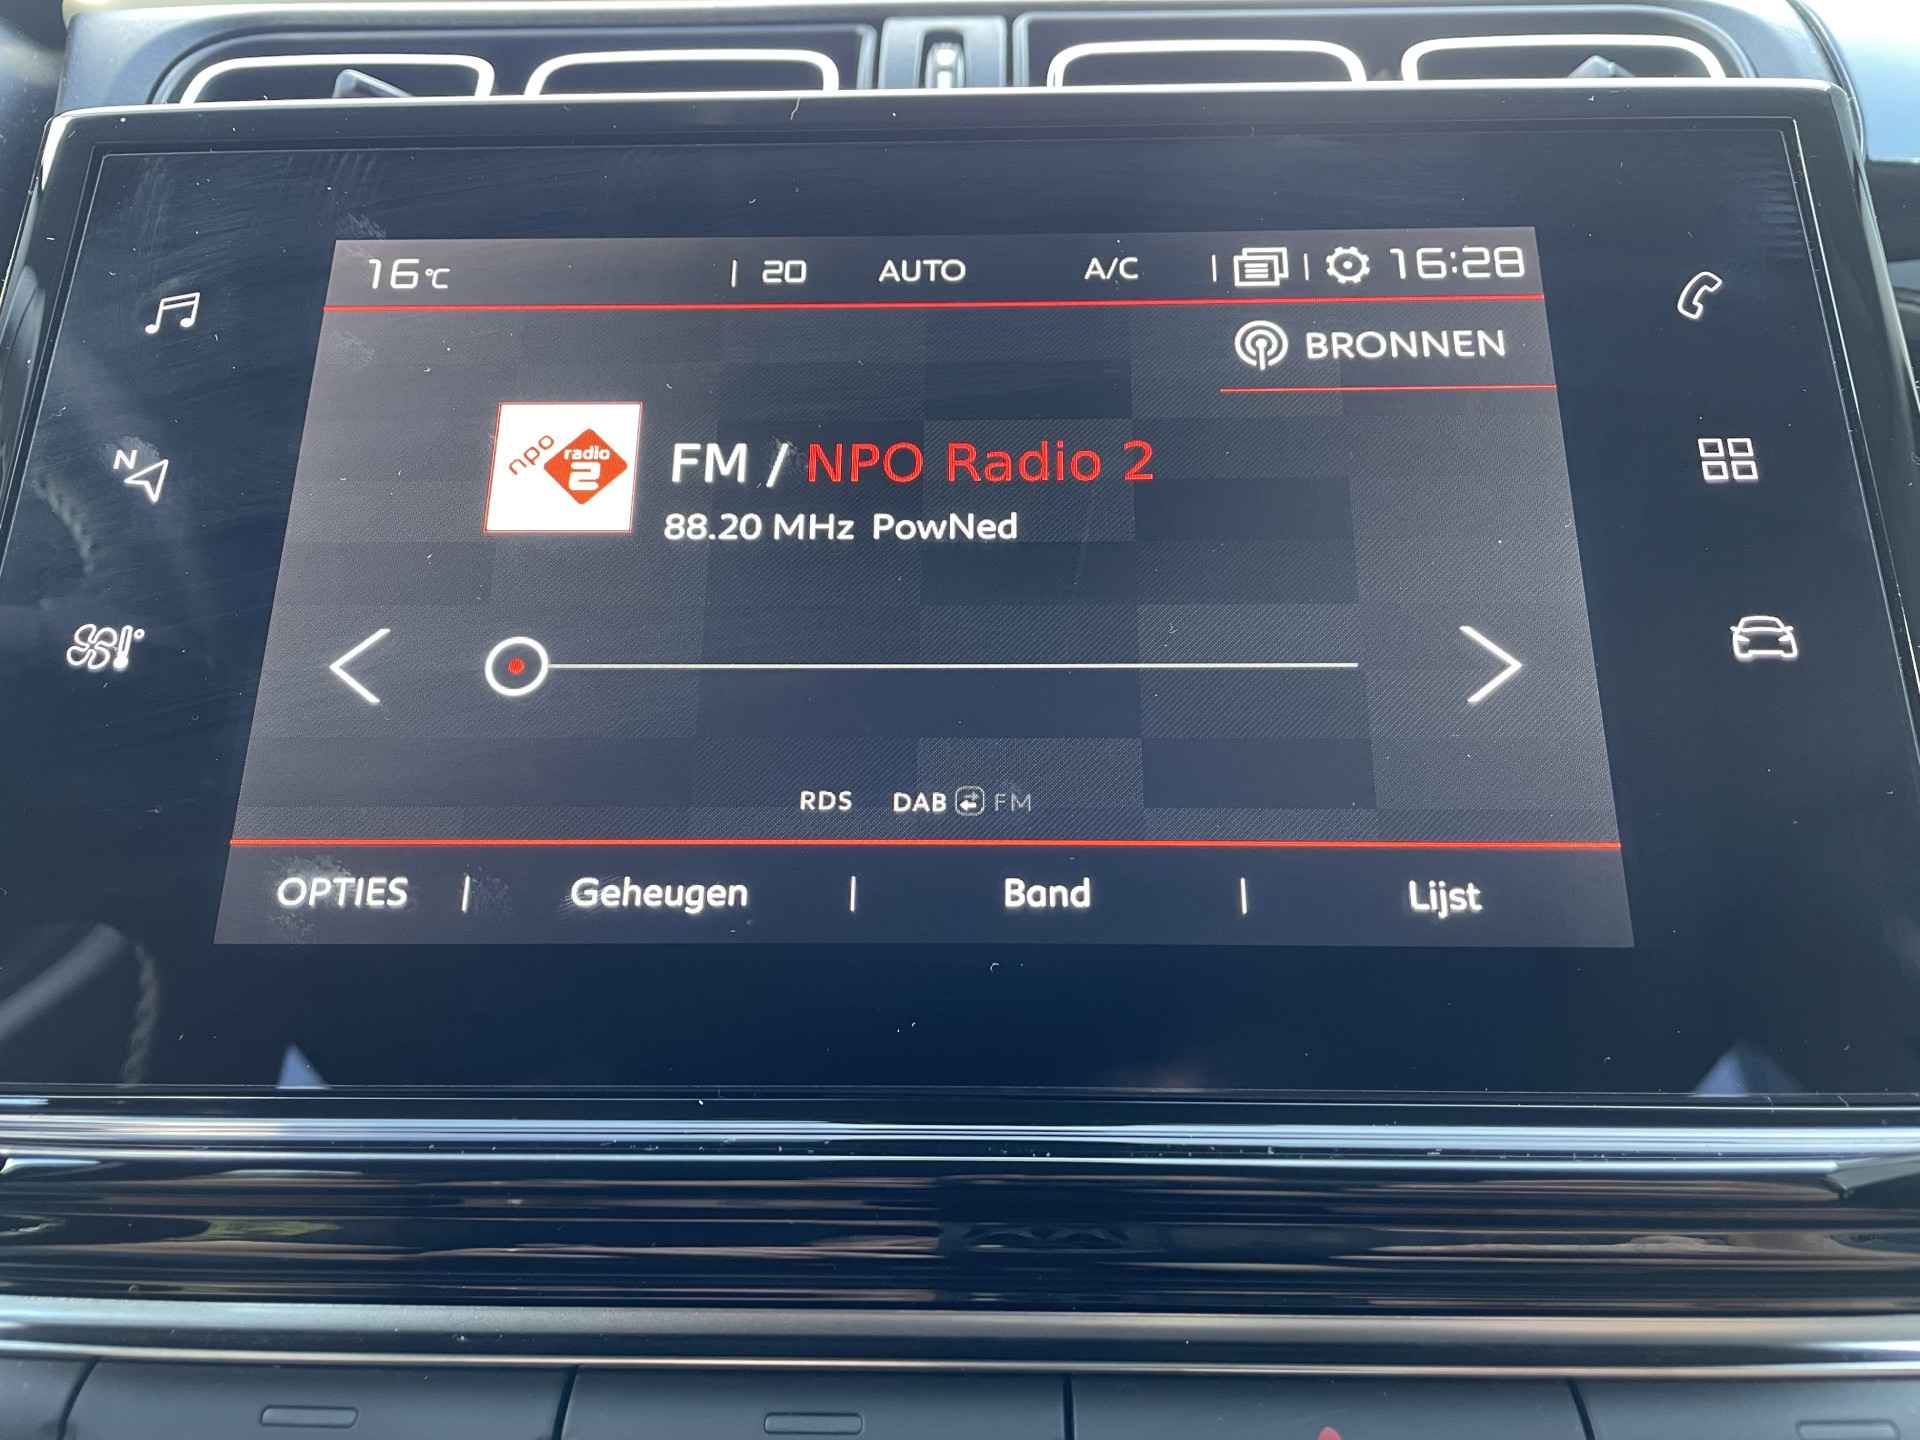 16°C | 20 AUTO A/C | | 16:28
BRONNEN
npo radio 2
FM / NPO Radio 2
88.20 MHz PowNed
N
RDS DAB FM
OPTIES | Geheugen | Band | Lijst